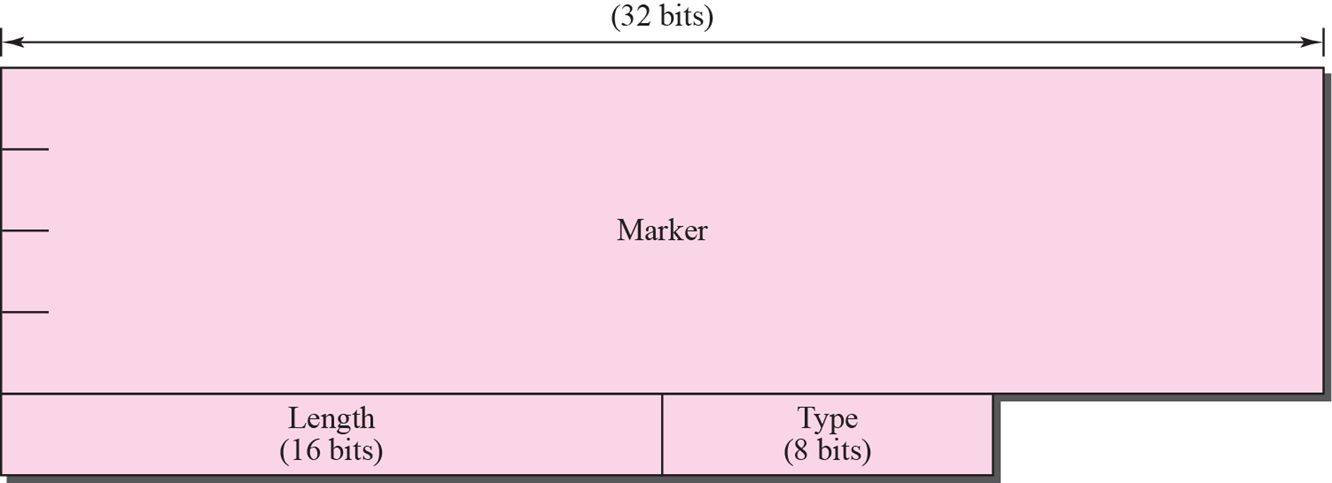 (32 bits)
Marker
Length
(16 bits)
Type
(8 bits)